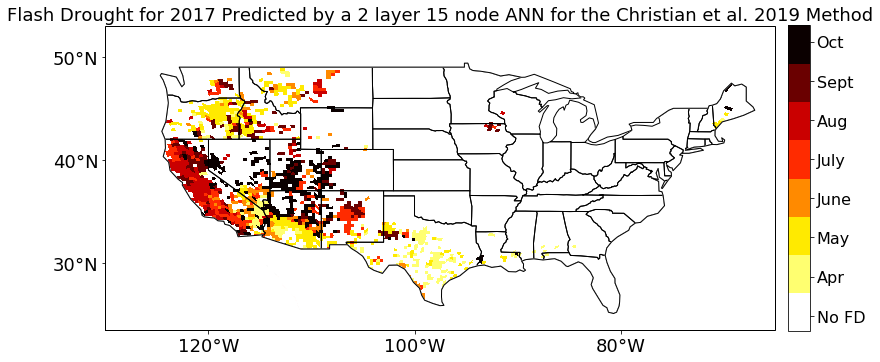 Flash Drought for 2017 Predicted by a 2 layer 15 node ANN for the Christian et al. 2019 Method
50°N
40°N
30°N
120°W
100°W
80°W
Oct
Sept
Aug
July
June
May
Apr
No FD